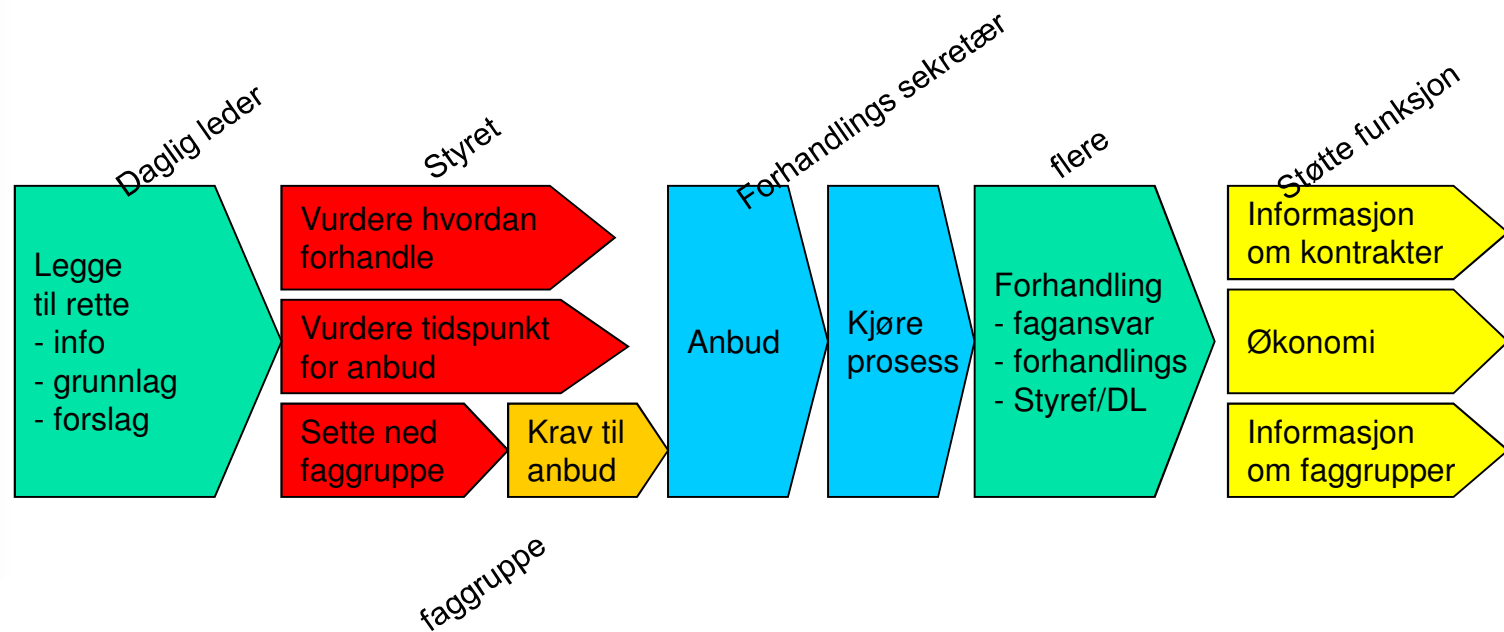 Daglig leder
Styret
Forhandlings sekretær
flere
Støtte funksjon
Legge
til rette
- info
- grunnlag
- forslag
Vurdere hvordan
forhandle
Vurdere tidspunkt
for anbud
Sette ned
faggruppe
Krav til
anbud
Anbud
Kjøre
prosess
Forhandling
- fagansvar
- forhandlings
- Styref/DL
Informasjon
om kontrakter
Økonomi
Informasjon
om faggrupper
faggruppe